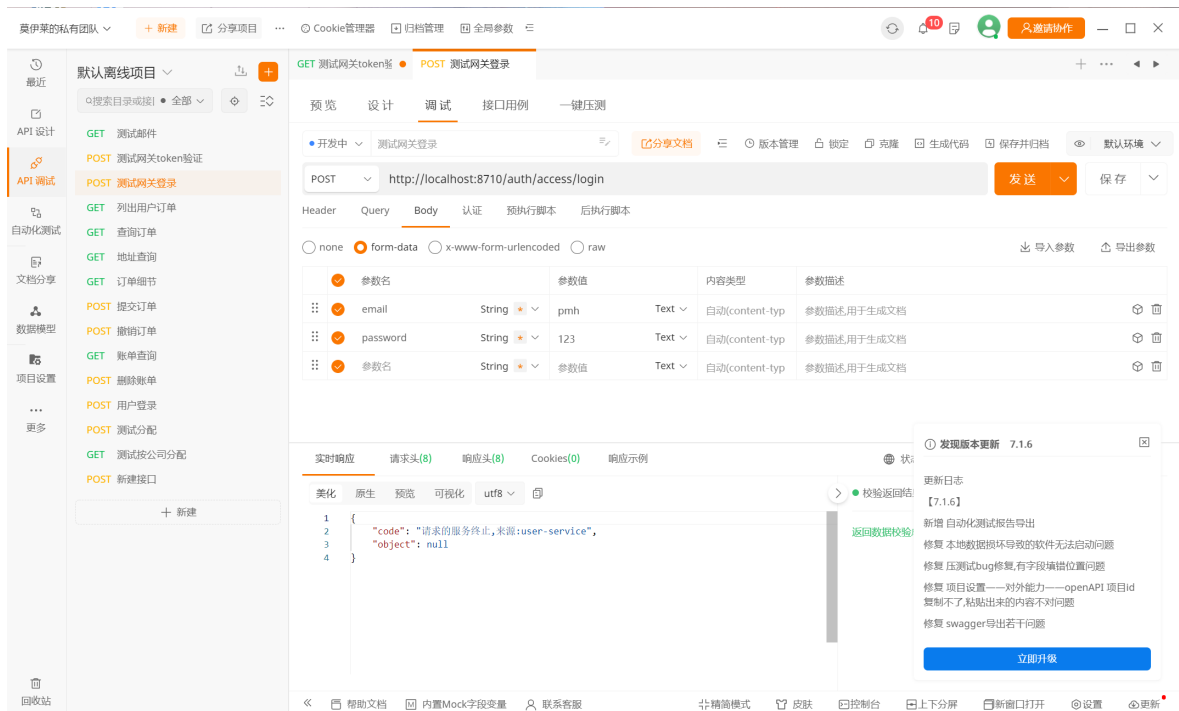 莫伊莱的私有团队 + 新建 分享项目 ··· Cookie管理器 归档管理 全局参数 10 邀请协作
最近
API 设计
API 调试
自动化测试
文档分享
数据模型
项目设置
更多
回收站
默认离线项目
搜索目录或接 全部
GET 测试邮件
POST 测试网关token验证
POST 测试网关登录
GET 列出用户订单
GET 查询订单
GET 地址查询
GET 订单细节
POST 提交订单
POST 撤销订单
GET 账单查询
POST 删除账单
POST 用户登录
POST 测试分配
GET 测试按公司分配
POST 新建接口
+ 新建
GET 测试网关token POST 测试网关登录
预览 设计 调试 接口用例 一键压测
开发中 测试网关登录 分享文档 版本管理 锁定 克隆 生成代码 保存并归档 默认环境
POST http://localhost:8710/auth/access/login 发送 保存
Header Query Body 认证 预执行脚本 后执行脚本
none form-data x-www-form-urlencoded raw 导入参数 导出参数
参数名 参数值 内容类型 参数描述
email String * pmh Text 自动(content-typ 参数描述,用于生成文档
password String * 123 Text 自动(content-typ 参数描述,用于生成文档
参数名 String * 参数值 Text 自动(content-typ 参数描述,用于生成文档
实时响应 请求头(8) 响应头(8) Cookies(0) 响应示例
美化 原生 预览 可视化 utf8 校验返回结
1 {
2 "code": "请求的服务终止,来源:user-service",
3 "object": null
4 }
返回数据校验
发现版本更新 7.1.6
更新日志
【7.1.6】
新增 自动化测试报告导出
修复 本地数据损坏导致的软件无法启动问题
修复 压测试bug修复,有字段填错位置问题
修复 项目设置——对外能力——openAPI 项目id
复制不了,粘贴出来的内容不对问题
修复 swagger导出若干问题
立即升级
帮助文档 内置Mock字段变量 联系客服 精简模式 皮肤 控制台 上下分屏 新窗口打开 设置 更新